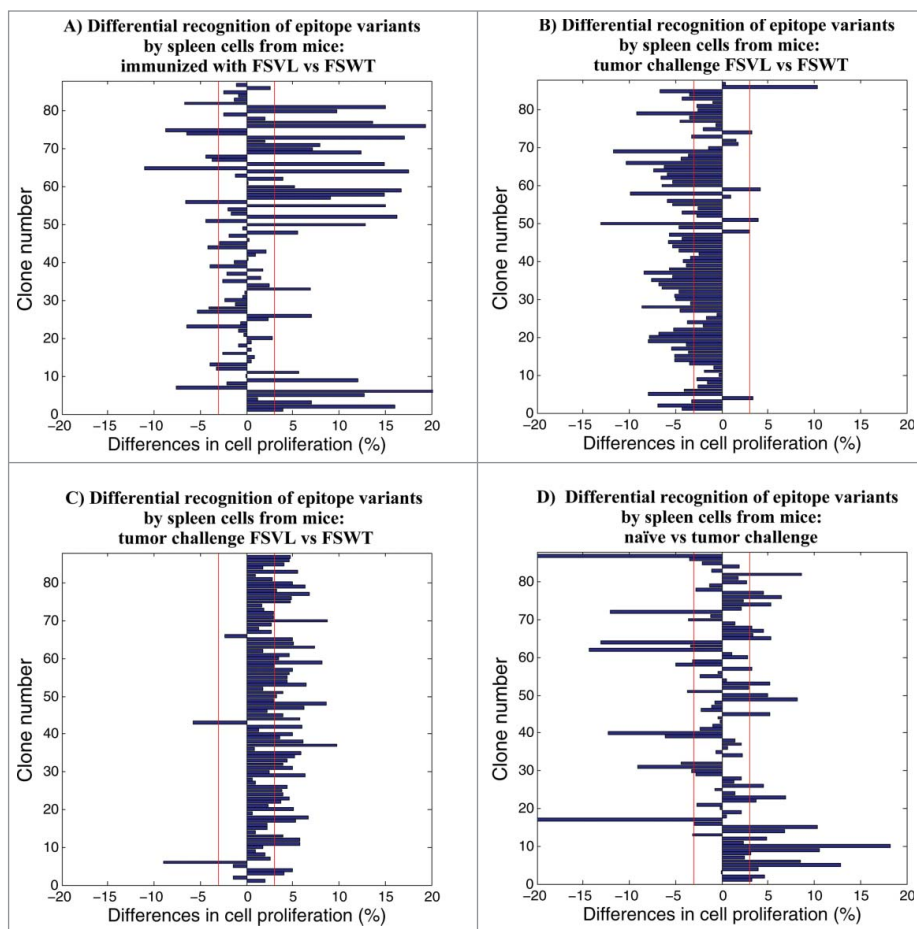 A) Differential recognition of epitope variants
by spleen cells from mice:
immunized with FSVL vs FSWT
Clone number
80
70
60
50
40
30
20
10
0
−20 −15 −10 −5 0 5 10 15 20
Differences in cell proliferation (%)
B) Differential recognition of epitope variants
by spleen cells from mice:
tumor challenge FSVL vs FSWT
Clone number
80
70
60
50
40
30
20
10
0
−20 −15 −10 −5 0 5 10 15 20
Differences in cell proliferation (%)
C) Differential recognition of epitope variants
by spleen cells from mice:
tumor challenge FSVL vs FSWT
Clone number
80
70
60
50
40
30
20
10
0
−20 −15 −10 −5 0 5 10 15 20
Differences in cell proliferation (%)
D) Differential recognition of epitope variants
by spleen cells from mice:
naïve vs tumor challenge
Clone number
80
70
60
50
40
30
20
10
0
−20 −15 −10 −5 0 5 10 15 20
Differences in cell proliferation (%)